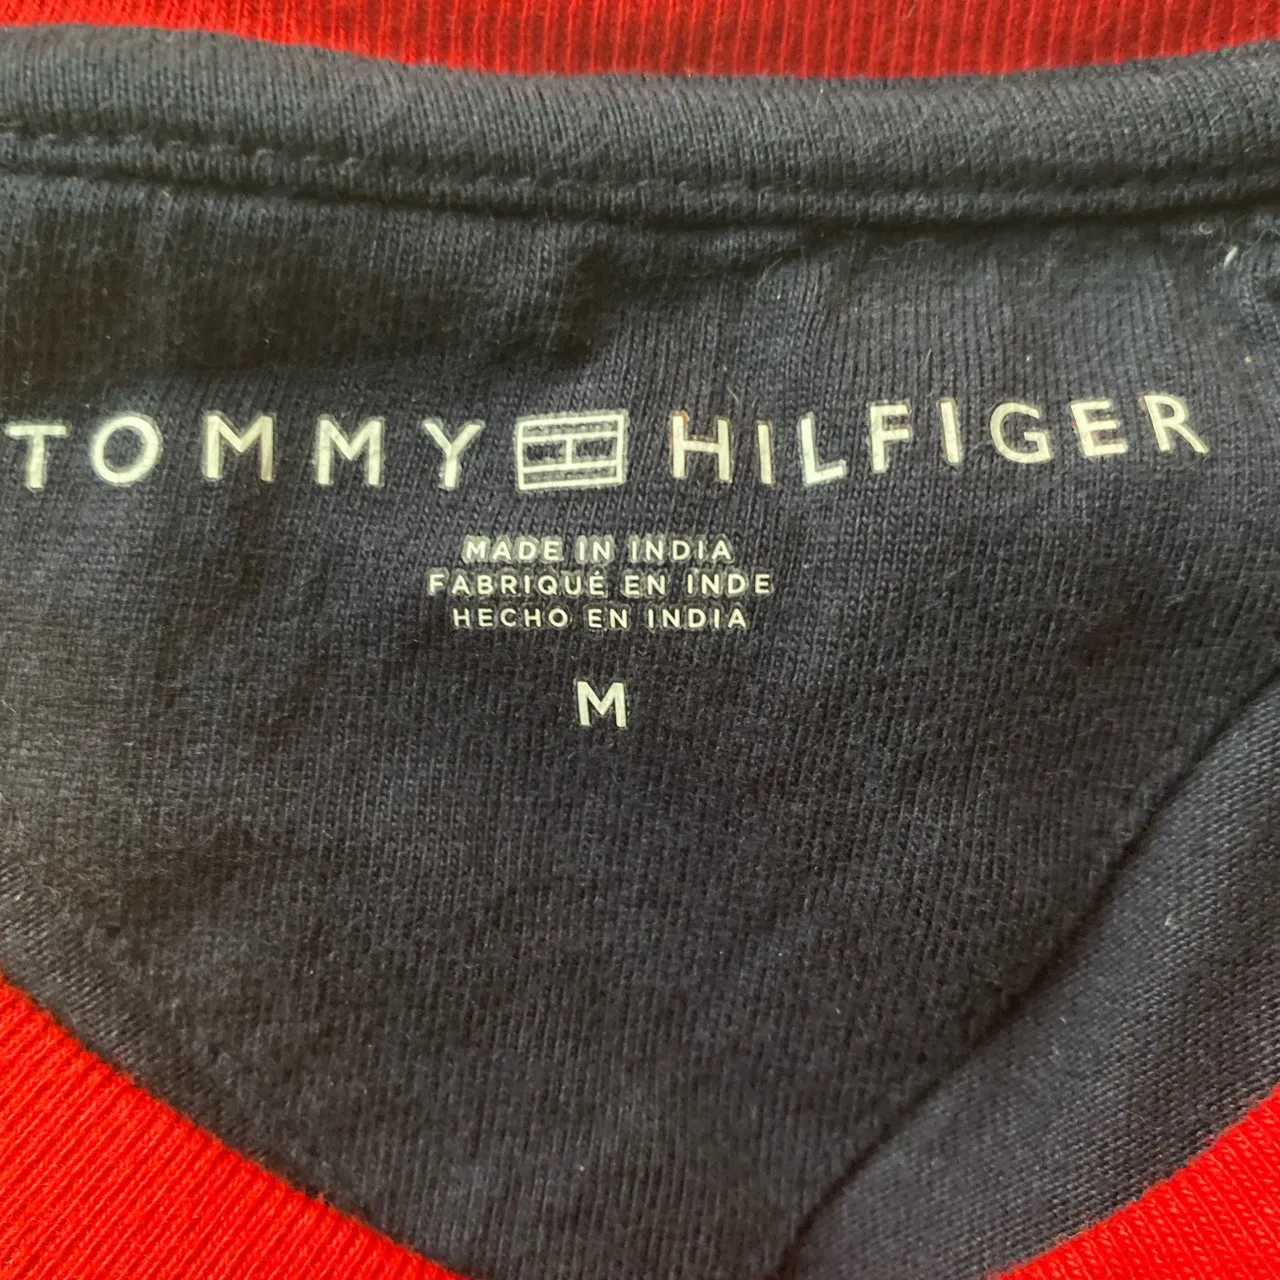 TOMMY HILFIGER
MADE IN INDIA
FABRIQUÉ EN INDE
HECHO EN INDIA
M